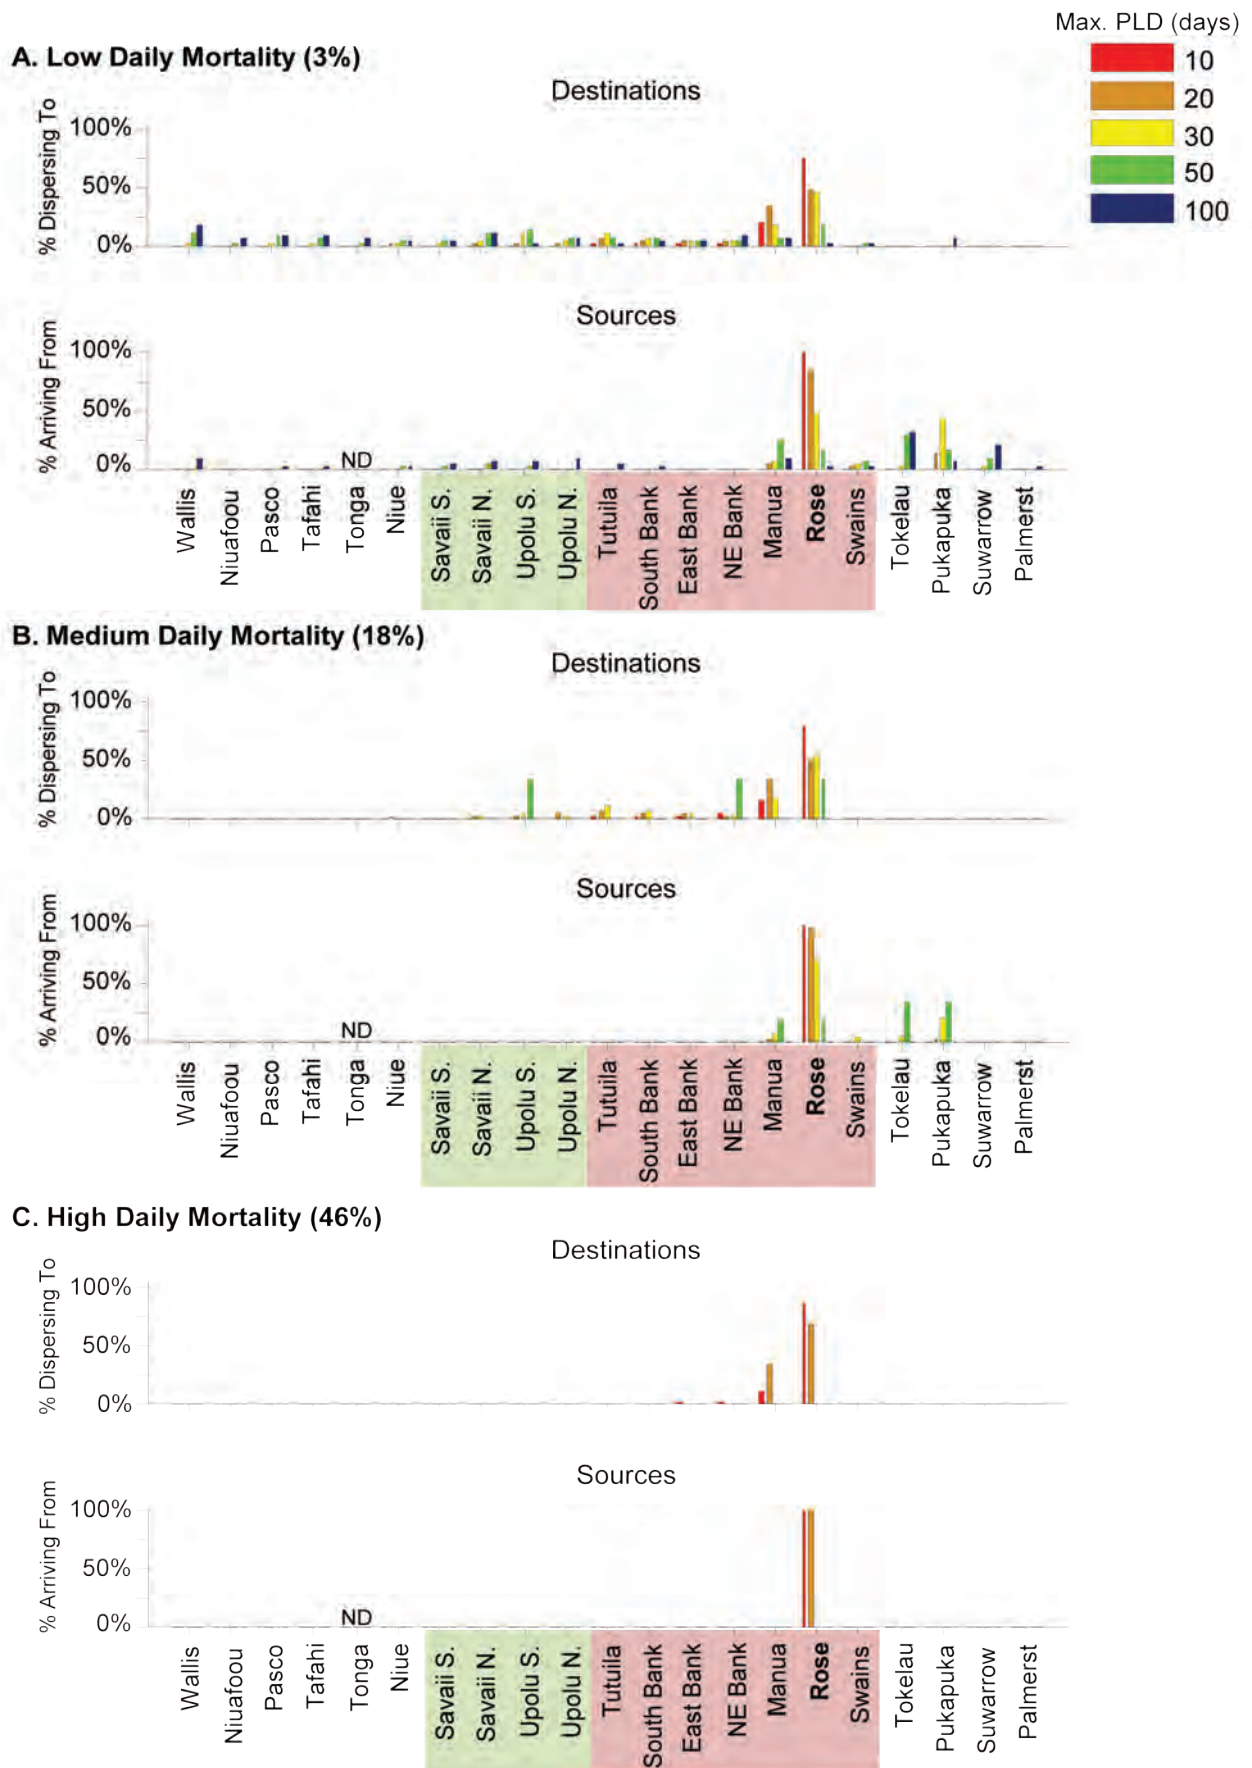 Max. PLD (days)
10
20
30
50
100
A. Low Daily Mortality (3%)
Destinations
% Dispersing To
100%
50%
0%
Sources
% Arriving From
100%
50%
0%
ND
Wallis
Niuafoou
Pasco
Tafahi
Tonga
Niue
Savaii S.
Savaii N.
Upolu S.
Upolu N.
Tutuila
South Bank
East Bank
NE Bank
Manua
Rose
Swains
Tokelau
Pukapuka
Suwarrow
Palmerst
B. Medium Daily Mortality (18%)
Destinations
% Dispersing To
100%
50%
0%
Sources
% Arriving From
100%
50%
0%
ND
Wallis
Niuafoou
Pasco
Tafahi
Tonga
Niue
Savaii S.
Savaii N.
Upolu S.
Upolu N.
Tutuila
South Bank
East Bank
NE Bank
Manua
Rose
Swains
Tokelau
Pukapuka
Suwarrow
Palmerst
C. High Daily Mortality (46%)
Destinations
% Dispersing To
100%
50%
0%
Sources
% Arriving From
100%
50%
0%
ND
Wallis
Niuafoou
Pasco
Tafahi
Tonga
Niue
Savaii S.
Savaii N.
Upolu S.
Upolu N.
Tutuila
South Bank
East Bank
NE Bank
Manua
Rose
Swains
Tokelau
Pukapuka
Suwarrow
Palmerst